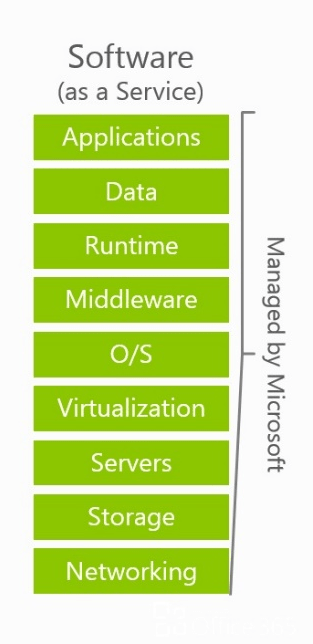 Software
(as a Service)
Applications
Data
Runtime
Middleware
O/S
Virtualization
Servers
Storage
Networking
Managed by Microsoft